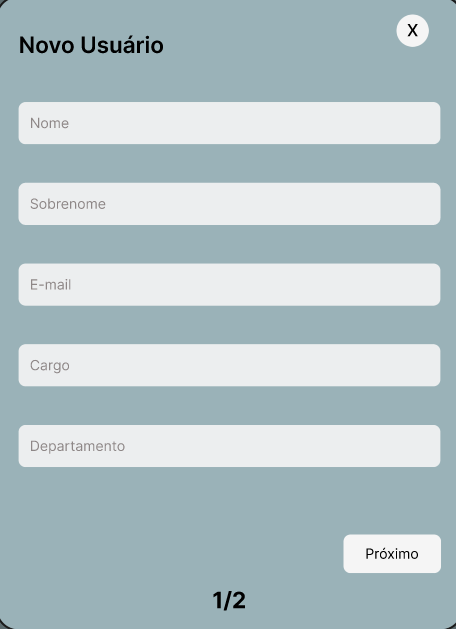 Novo Usuário
X
Nome
Sobrenome
E-mail
Cargo
Departamento
Próximo
1/2